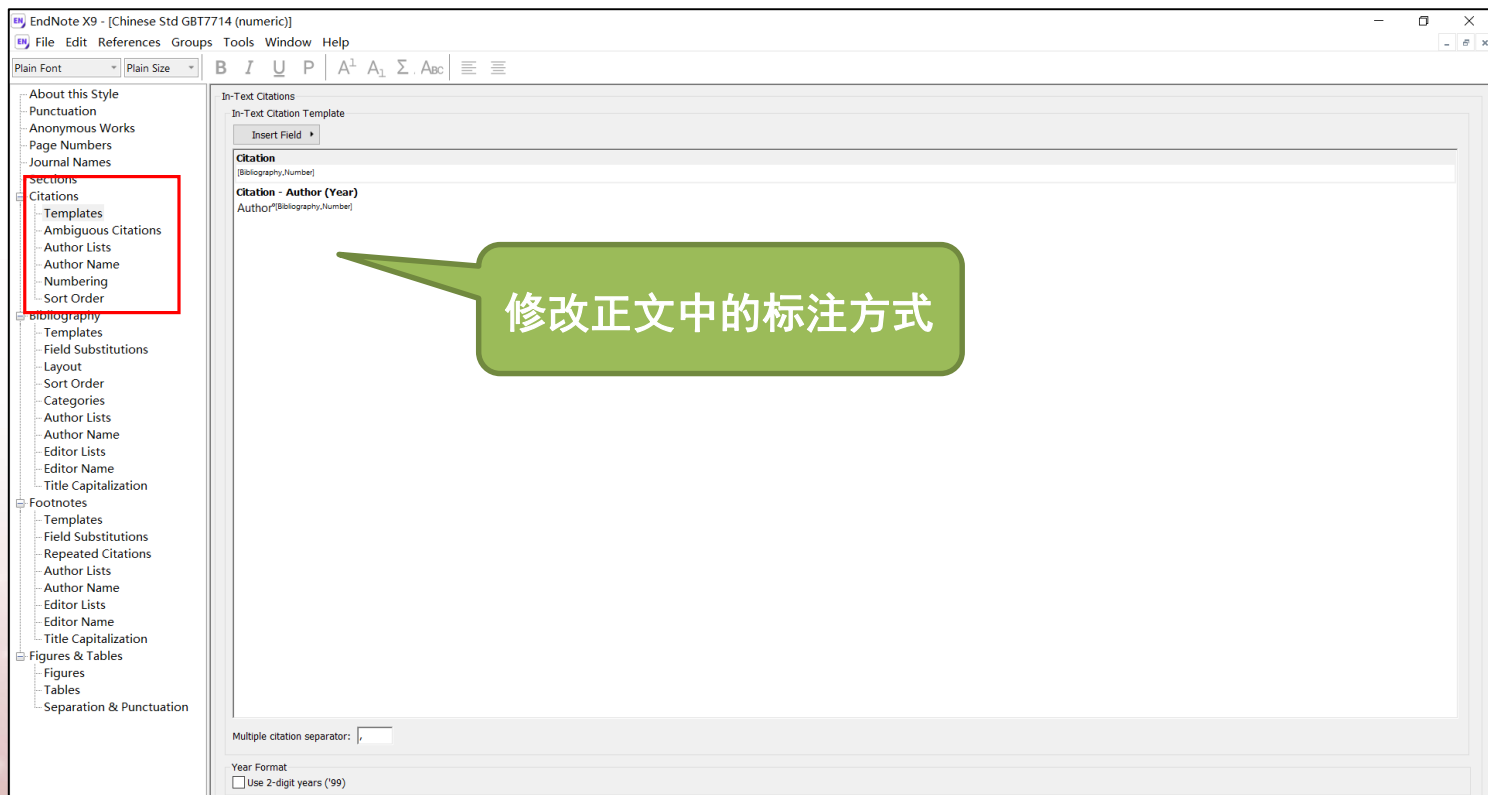 EndNote X9 - [Chinese Std GBT7714 (numeric)]
File Edit References Groups Tools Window Help
Plain Font Plain Size B I U P A1 A1 Σ ABC
About this Style
Punctuation
Anonymous Works
Page Numbers
Journal Names
Sections
Citations
Templates
Ambiguous Citations
Author Lists
Author Name
Numbering
Sort Order
Bibliography
Templates
Field Substitutions
Layout
Sort Order
Categories
Author Lists
Author Name
Editor Lists
Editor Name
Title Capitalization
Footnotes
Templates
Field Substitutions
Repeated Citations
Author Lists
Author Name
Editor Lists
Editor Name
Title Capitalization
Figures & Tables
Figures
Tables
Separation & Punctuation
In-Text Citations
In-Text Citation Template
Insert Field
Citation
[Bibliography,Number]
Citation - Author (Year)
Author°[Bibliography,Number]
修改正文中的标注方式
Multiple citation separator: ,
Year Format
Use 2-digit years ('99)